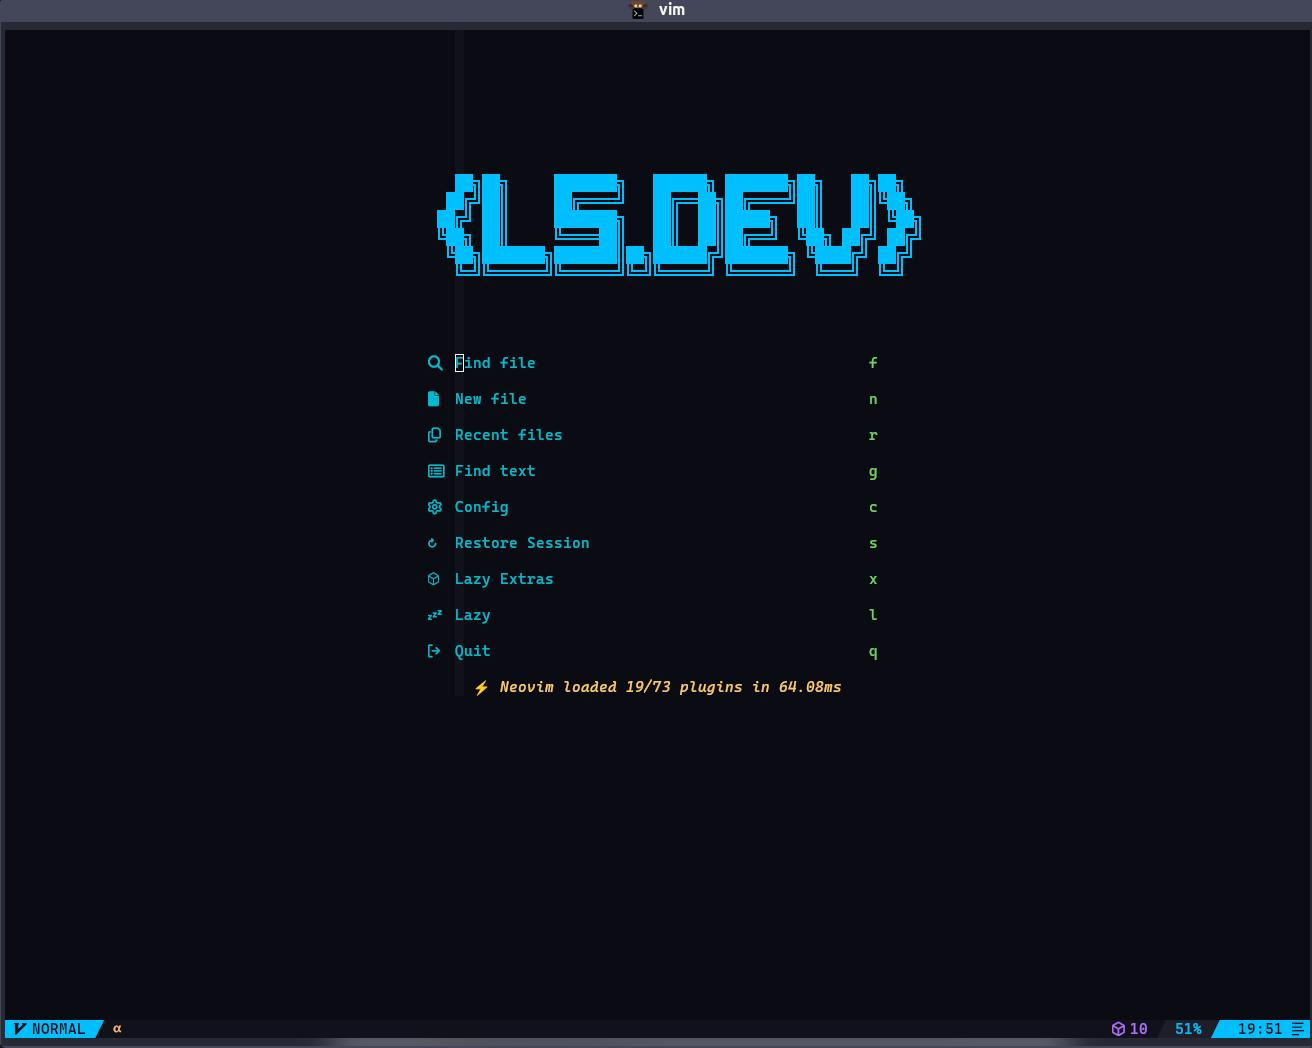 vim
<LS.DEV>
Find file f
New file n
Recent files r
Find text g
Config c
Restore Session s
Lazy Extras x
Lazy l
Quit q
⚡ Neovim loaded 19/73 plugins in 64.08ms
NORMAL α 10 51% 19:51